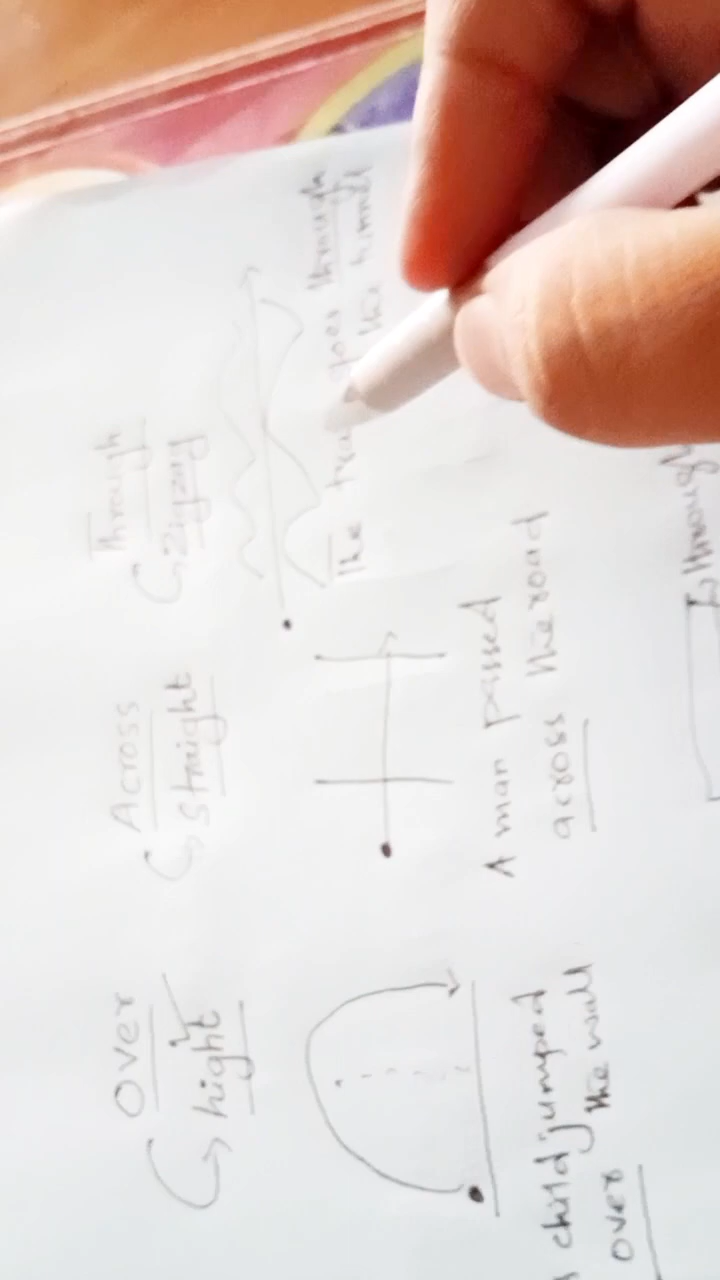 Over
hight
A child jumped
over the wall
Across
straight
A man passed
across the road
Through
Zigzag
The goes through
the tunnel
through